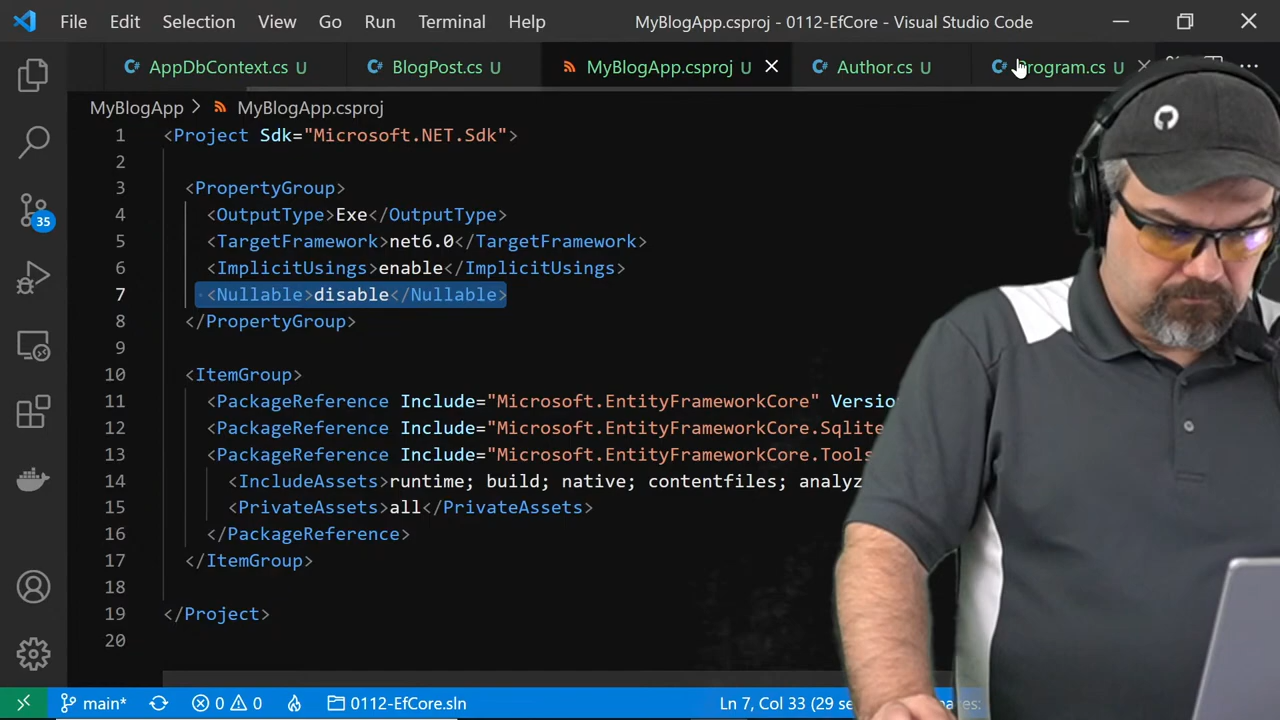 File Edit Selection View Go Run Terminal Help MyBlogApp.csproj - 0112-EfCore - Visual Studio Code
AppDbContext.cs U BlogPost.cs U MyBlogApp.csproj U Author.cs U Program.cs U
MyBlogApp > MyBlogApp.csproj
1 <Project Sdk="Microsoft.NET.Sdk">
2
3 <PropertyGroup>
4 <OutputType>Exe</OutputType>
5 <TargetFramework>net6.0</TargetFramework>
6 <ImplicitUsings>enable</ImplicitUsings>
7 <Nullable>disable</Nullable>
8 </PropertyGroup>
9
10 <ItemGroup>
11 <PackageReference Include="Microsoft.EntityFrameworkCore" Versio
12 <PackageReference Include="Microsoft.EntityFrameworkCore.Sqlite
13 <PackageReference Include="Microsoft.EntityFrameworkCore.Tools
14 <IncludeAssets>runtime; build; native; contentfiles; analyz
15 <PrivateAssets>all</PrivateAssets>
16 </PackageReference>
17 </ItemGroup>
18
19 </Project>
20
35
main* 0 0 0112-EfCore.sln Ln 7, Col 33 (29 se